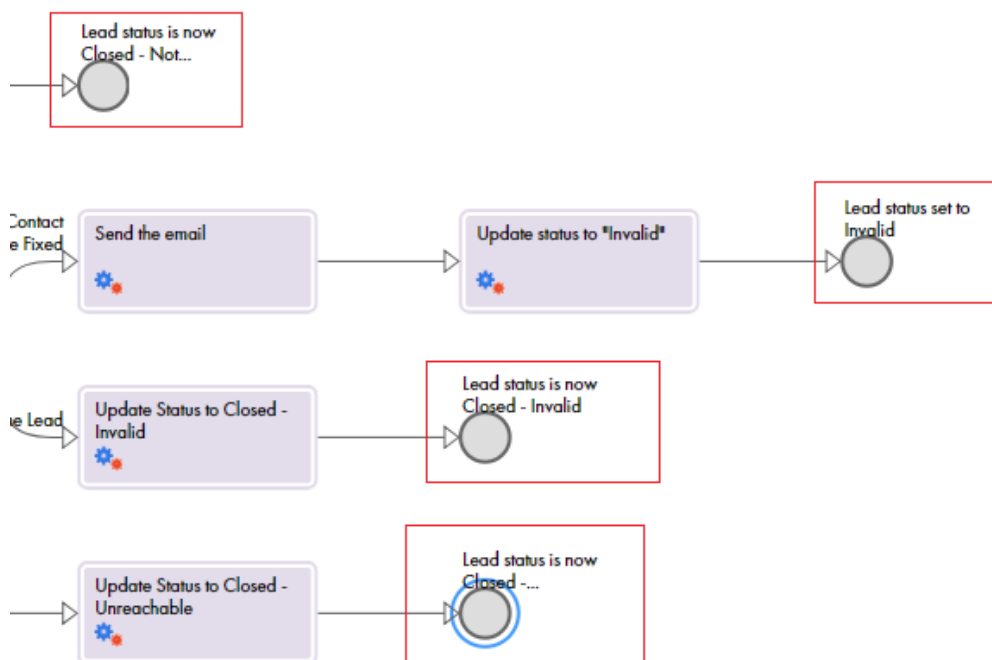 Lead status is now
Closed - Not...
Contact
e Fixed
Send the email
Update status to "Invalid"
Lead status set to
Invalid
e Lead
Update Status to Closed -
Invalid
Lead status is now
Closed - Invalid
Update Status to Closed -
Unreachable
Lead status is now
Closed -...